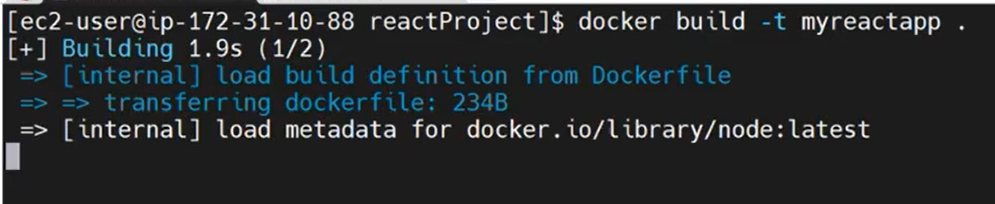 [ec2-user@ip-172-31-10-88 reactProject]$ docker build -t myreactapp .
[+] Building 1.9s (1/2)
=> [internal] load build definition from Dockerfile
=> => transferring dockerfile: 234B
=> [internal] load metadata for docker.io/library/node:latest